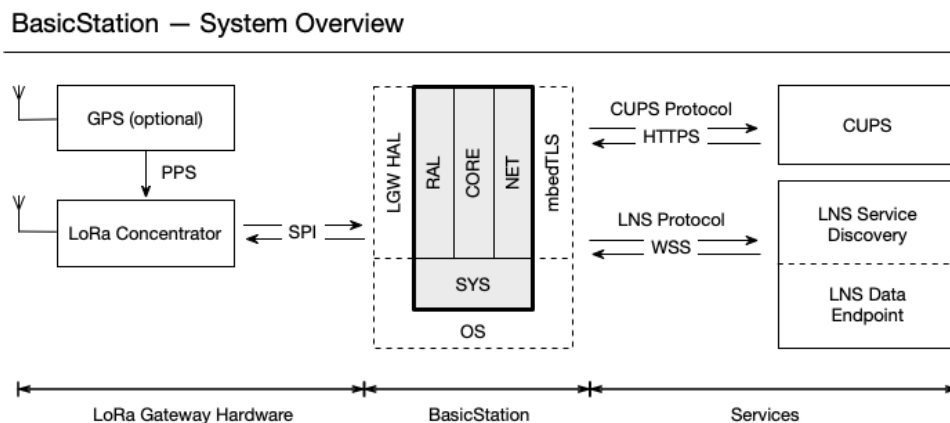 BasicStation — System Overview
GPS (optional)
PPS
LoRa Concentrator
SPI
LGW HAL
RAL
CORE
NET
mbedTLS
SYS
OS
CUPS Protocol
HTTPS
LNS Protocol
WSS
CUPS
LNS Service
Discovery
LNS Data
Endpoint
LoRa Gateway Hardware
BasicStation
Services